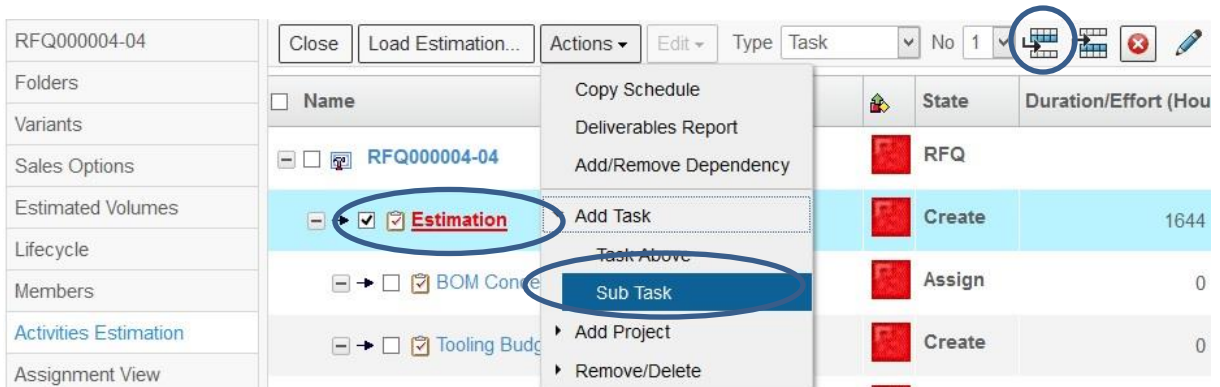 RFQ000004-04
Folders
Variants
Sales Options
Estimated Volumes
Lifecycle
Members
Activities Estimation
Assignment View
Close Load Estimation... Actions Edit Type Task No 1
Name State Duration/Effort (Hou
RFQ000004-04 RFQ
Estimation Create 1644
BOM Conce Assign 0
Tooling Budg Create 0
Copy Schedule
Deliverables Report
Add/Remove Dependency
Add Task
Task Above
Sub Task
Add Project
Remove/Delete